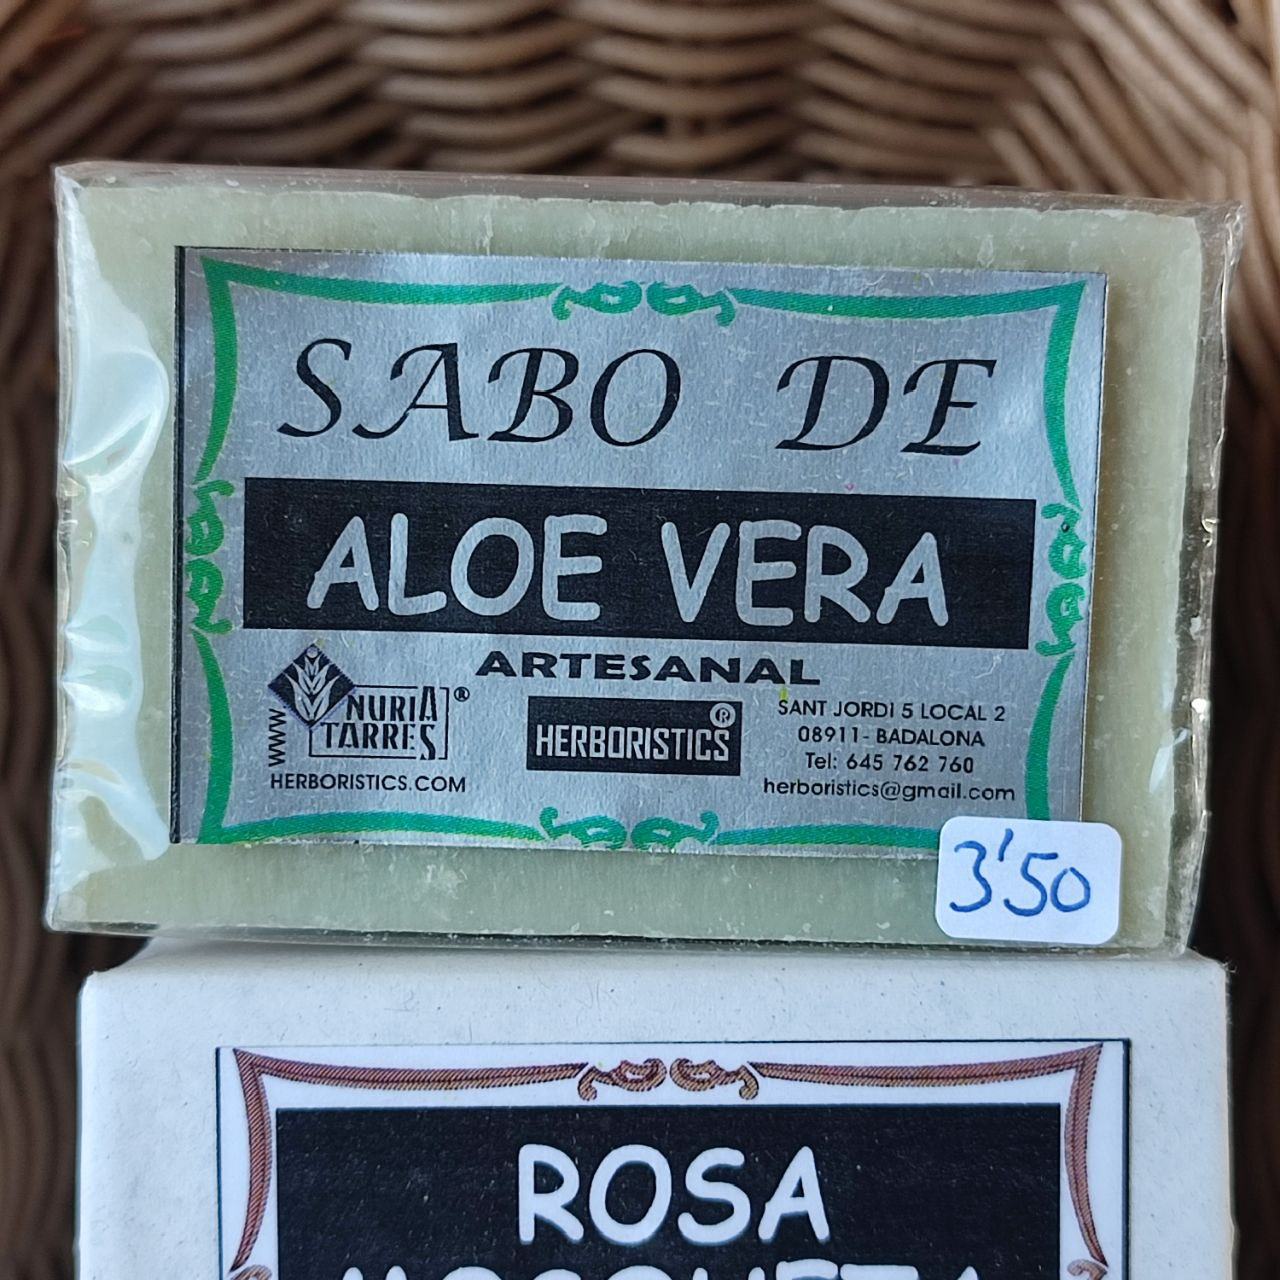 SABO DE
ALOE VERA
ARTESANAL
NURIA
TARRES
®
WWW
HERBORISTICS.COM
HERBORISTICS
®
SANT JORDI 5 LOCAL 2
08911- BADALONA
Tel: 645 762 760
herboristics@gmail.com
3'50
ROSA
MOSQUETA